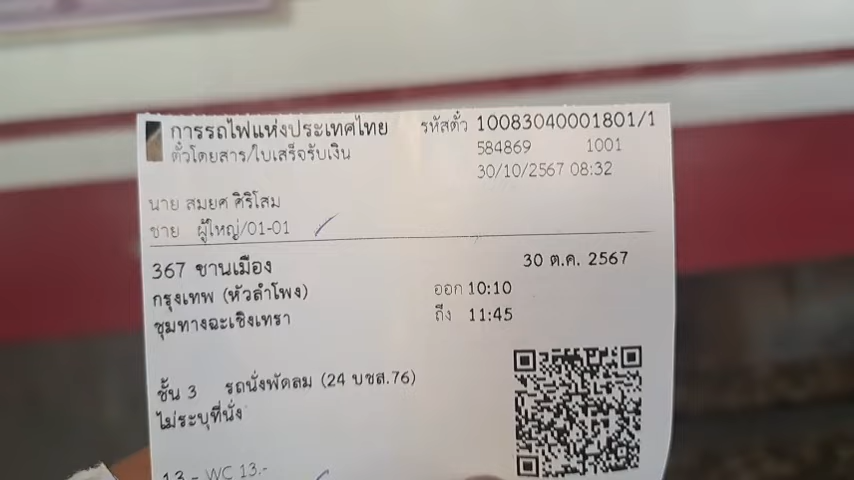 การรถไฟแห่งประเทศไทย รหัสตั๋ว 10083040001801/1
ตั๋วโดยสาร/ใบเสร็จรับเงิน 584869 1001
30/10/2567 08:32
นาย สมยศ ศิริโสม
ชาย ผู้ใหญ่/01-01
367 ชานเมือง 30 ต.ค. 2567
กรุงเทพ (หัวลำโพง) ออก 10:10
ชุมทางฉะเชิงเทรา ถึง 11:45
ชั้น 3 รถนั่งพัดลม (24 บชส.76)
ไม่ระบุที่นั่ง
13.- WC 13.-